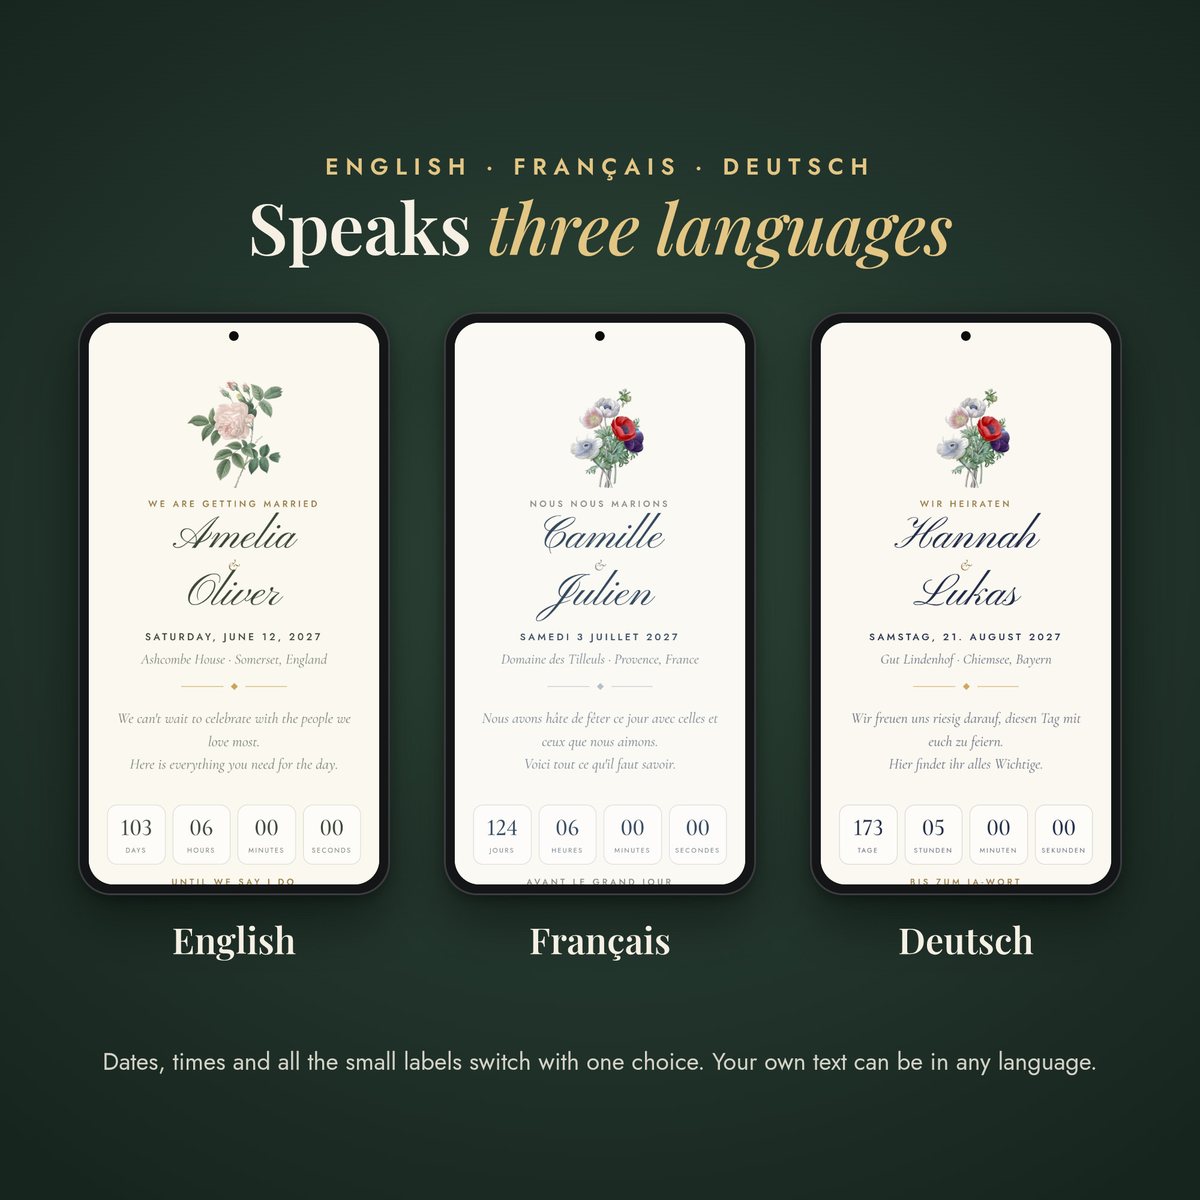 ENGLISH · FRANÇAIS · DEUTSCH
Speaks three languages
WE ARE GETTING MARRIED
Amelia
&
Oliver
SATURDAY, JUNE 12, 2027
Ashcombe House · Somerset, England
We can't wait to celebrate with the people we
love most.
Here is everything you need for the day.
103 06 00 00
DAYS HOURS MINUTES SECONDS
UNTIL WE SAY I DO
English
NOUS NOUS MARIONS
Camille
&
Julien
SAMEDI 3 JUILLET 2027
Domaine des Tilleuls · Provence, France
Nous avons hâte de fêter ce jour avec celles et
ceux que nous aimons.
Voici tout ce qu'il faut savoir.
124 06 00 00
JOURS HEURES MINUTES SECONDES
AVANT LE GRAND JOUR
Français
WIR HEIRATEN
Hannah
&
Lukas
SAMSTAG, 21. AUGUST 2027
Gut Lindenhof · Chiemsee, Bayern
Wir freuen uns riesig darauf, diesen Tag mit
euch zu feiern.
Hier findet ihr alles Wichtige.
173 05 00 00
TAGE STUNDEN MINUTEN SEKUNDEN
BIS ZUM JA-WORT
Deutsch
Dates, times and all the small labels switch with one choice. Your own text can be in any language.